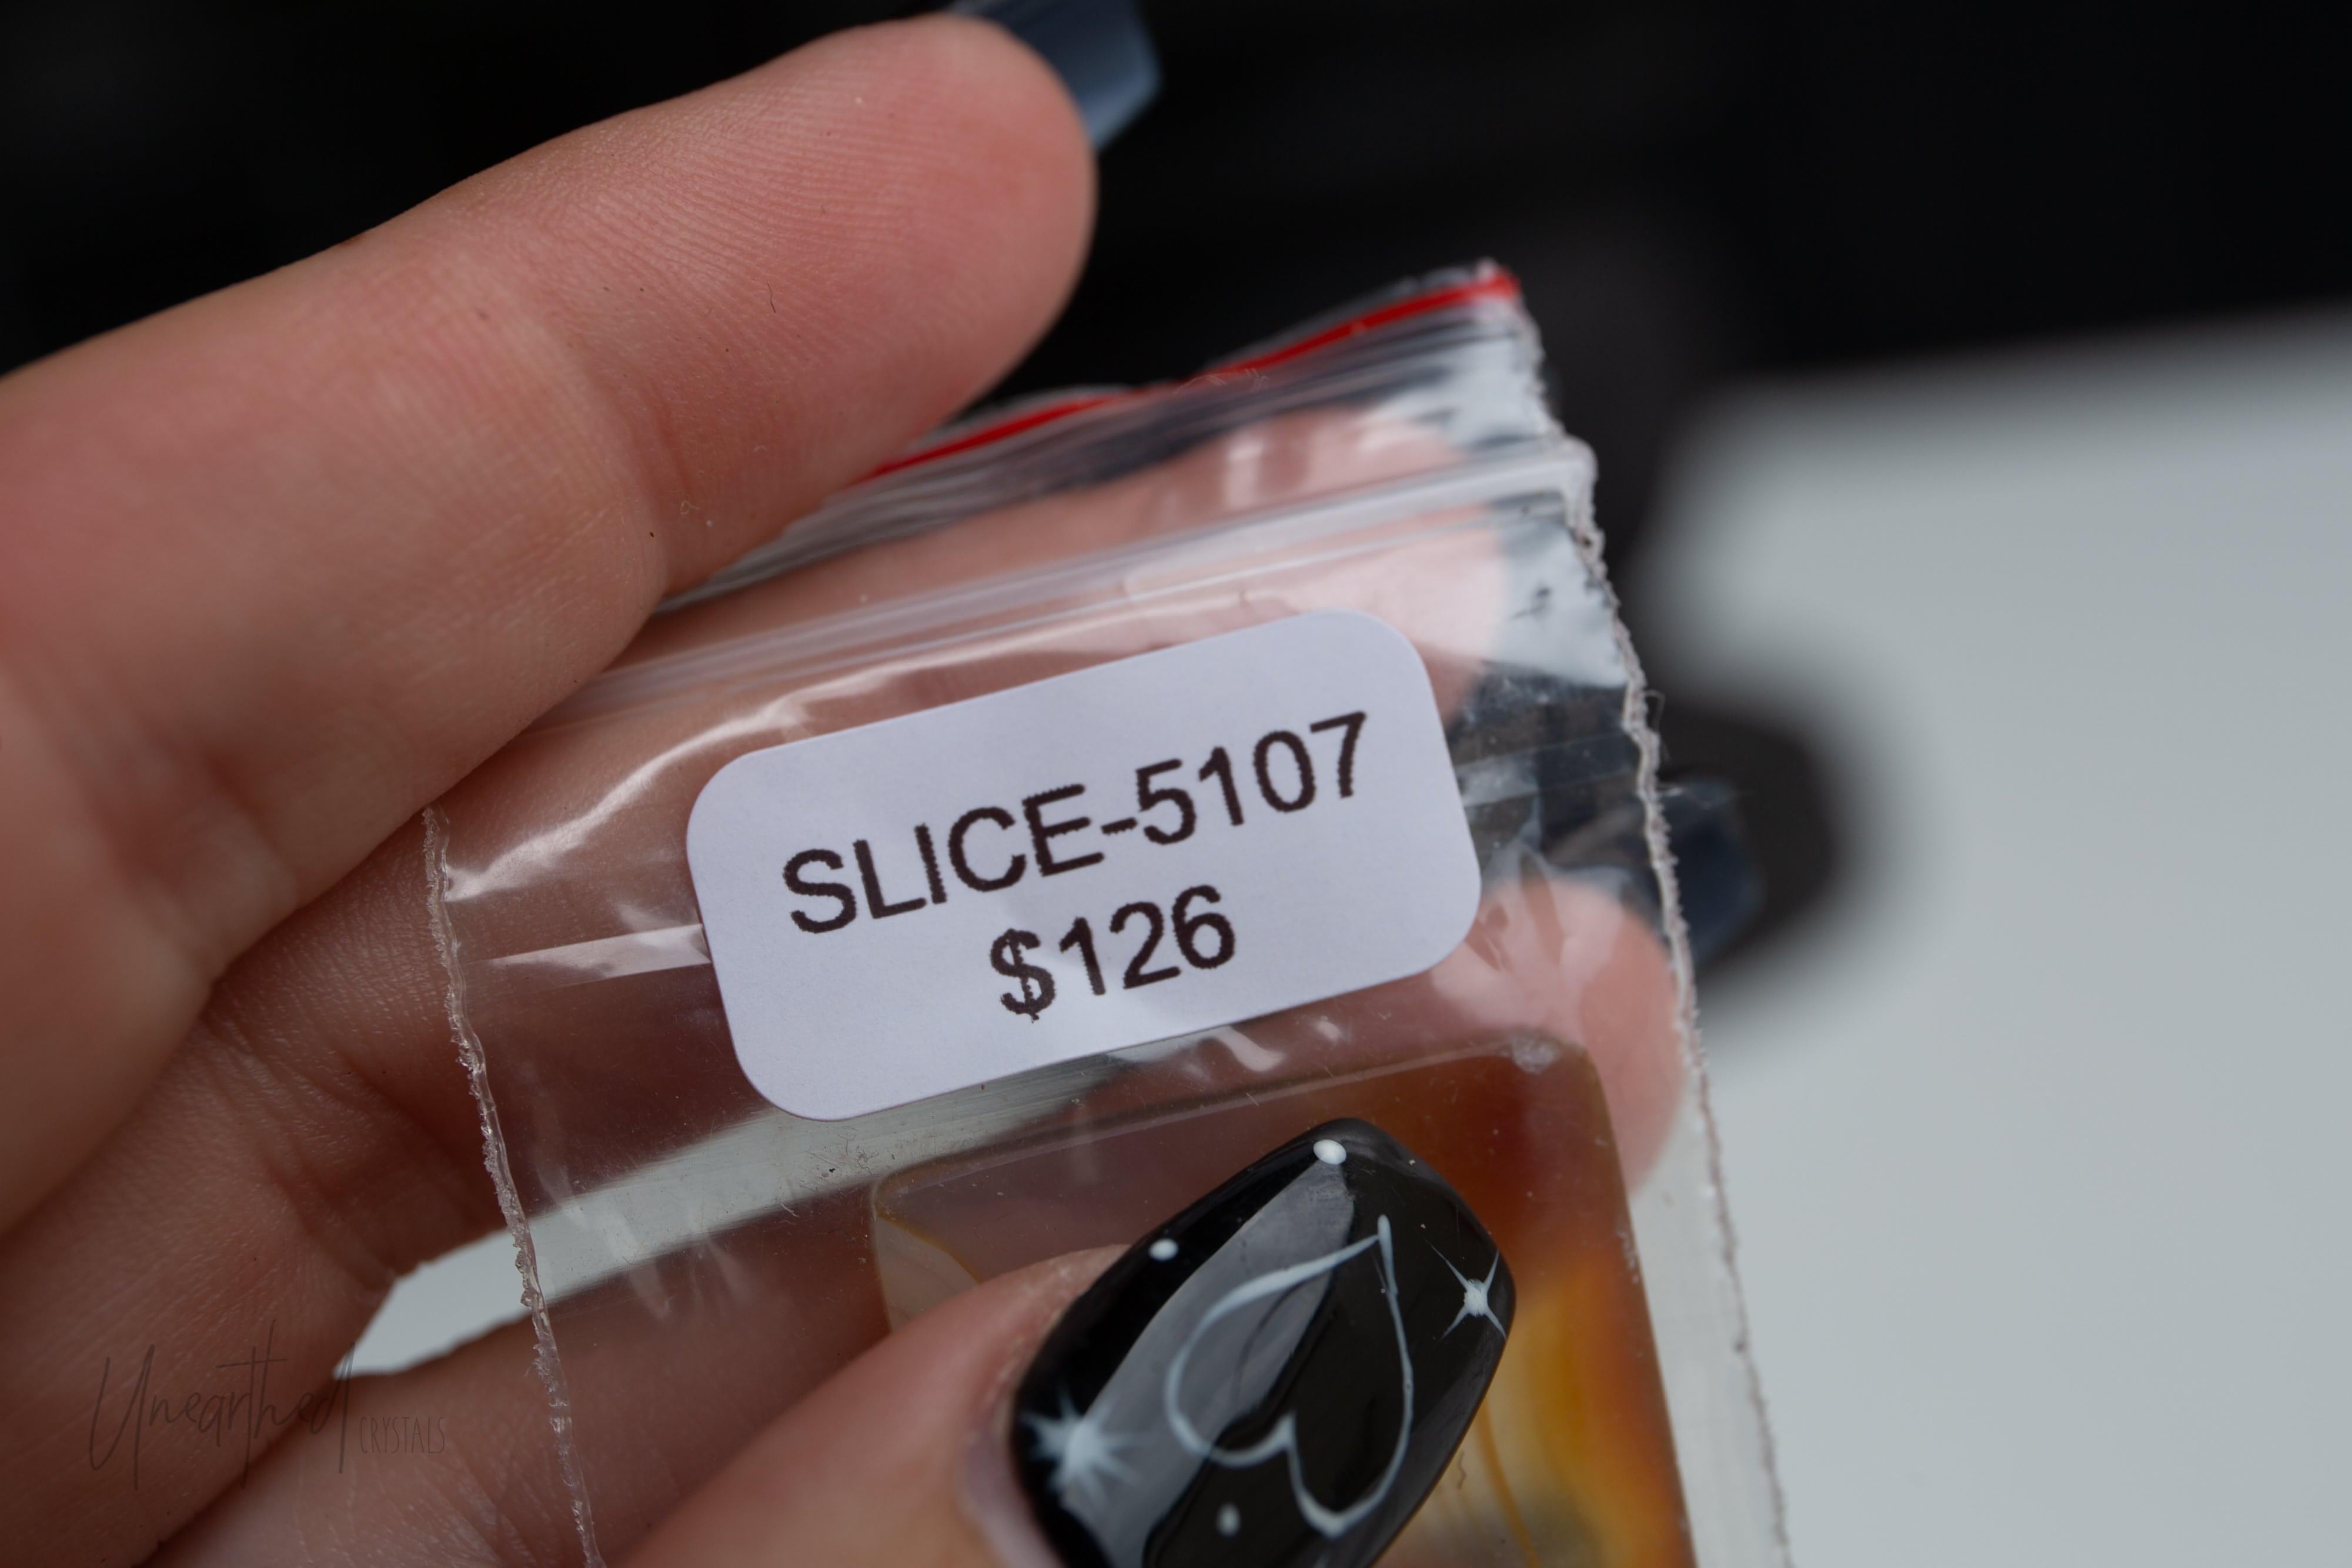 SLICE-5107
$126
Unearthed CRYSTALS